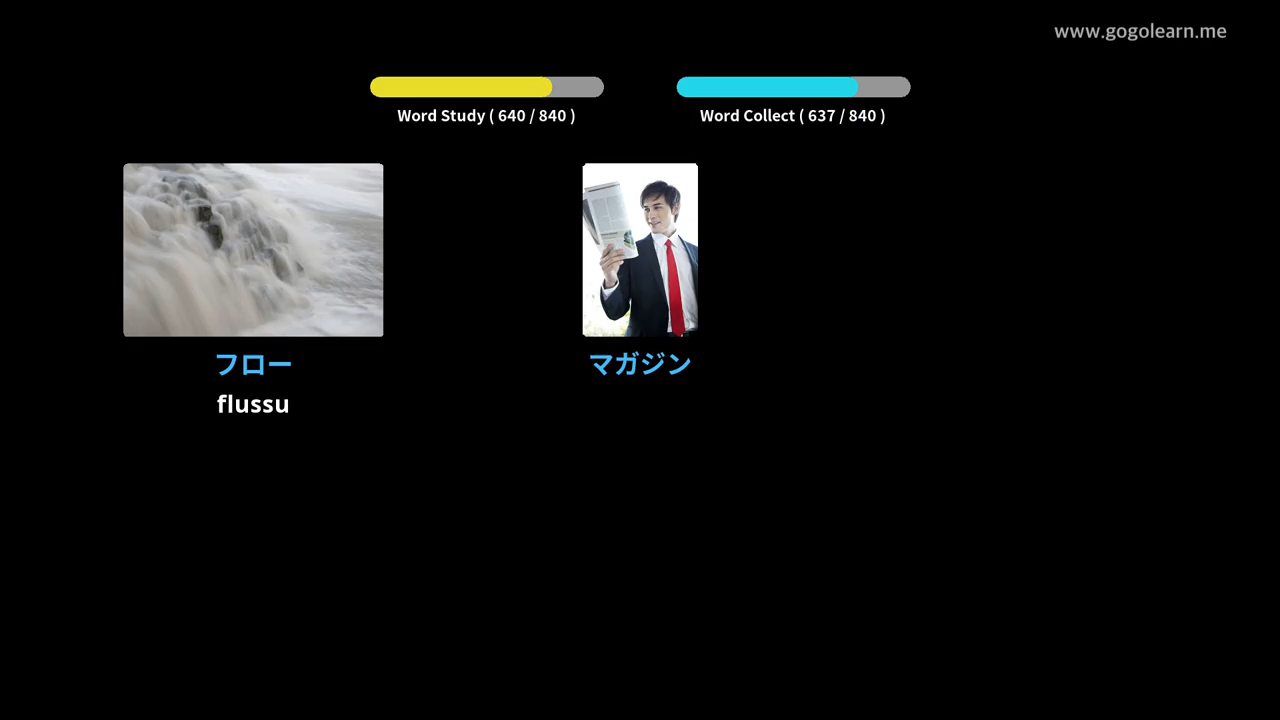 www.gogolearn.me
Word Study ( 640 / 840 )
Word Collect ( 637 / 840 )
フロー
flussu
マガジン